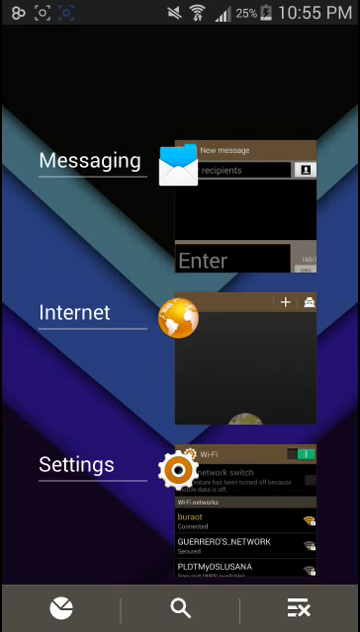 25% 10:55 PM
Messaging
New message
recipients
Enter
Internet
Settings
Wi-Fi
network switch
has been turned off because
data is off.
Wi-Fi networks
buraot
Connected
GUERRERO'S_NETWORK
Secured
PLDTMyDSLUSANA